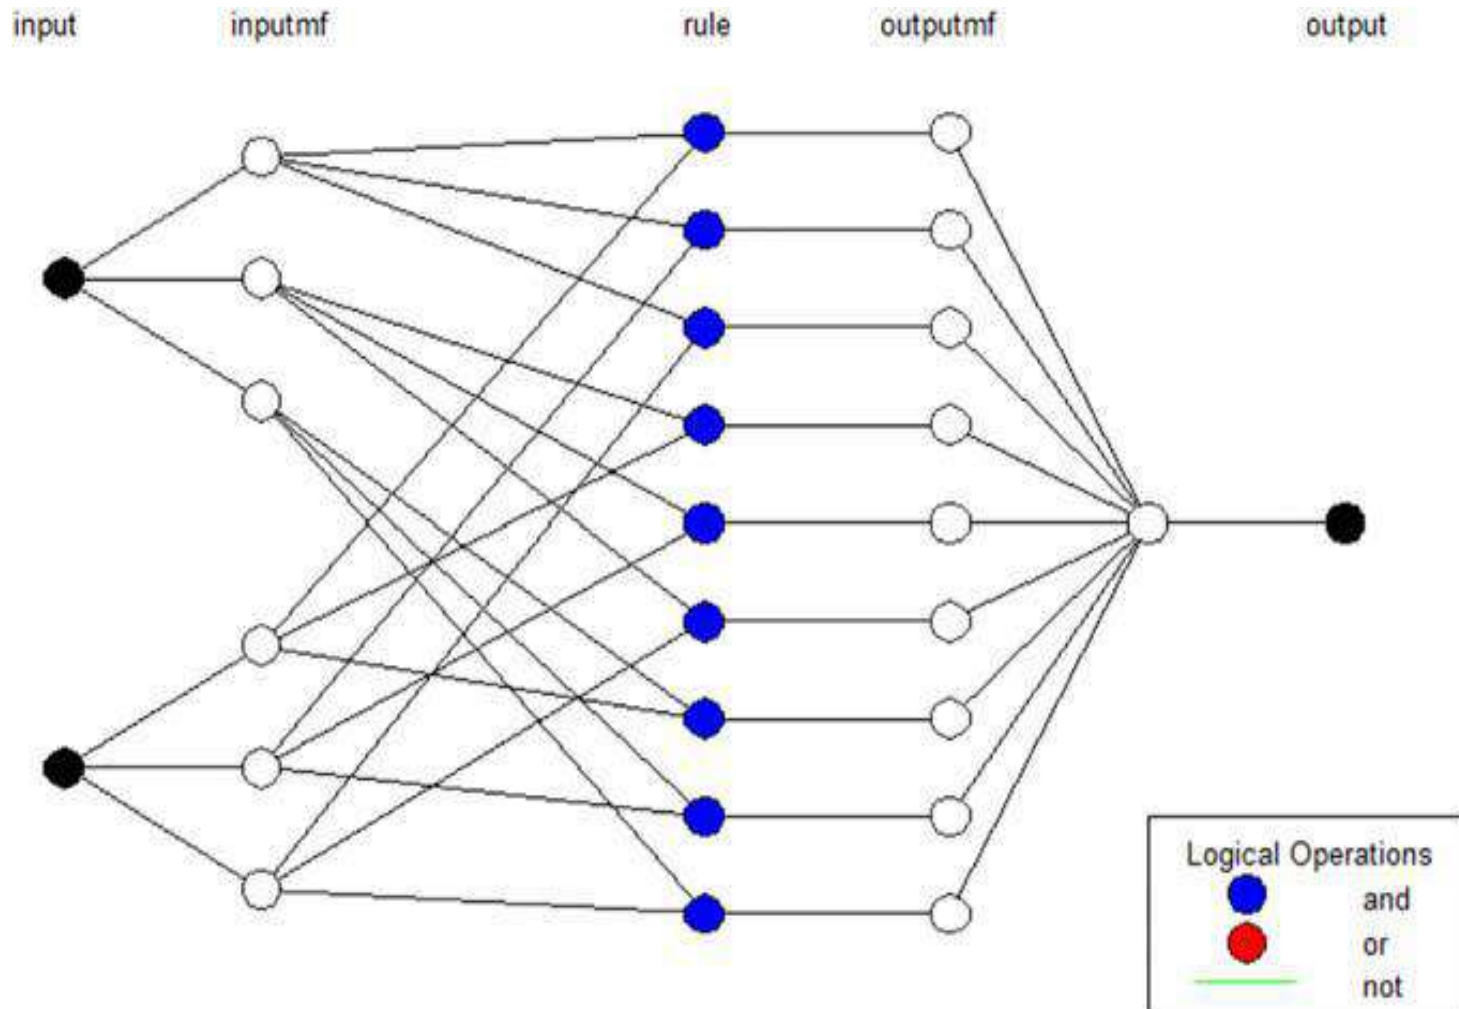 input inputmf rule outputmf output
Logical Operations
and
or
not